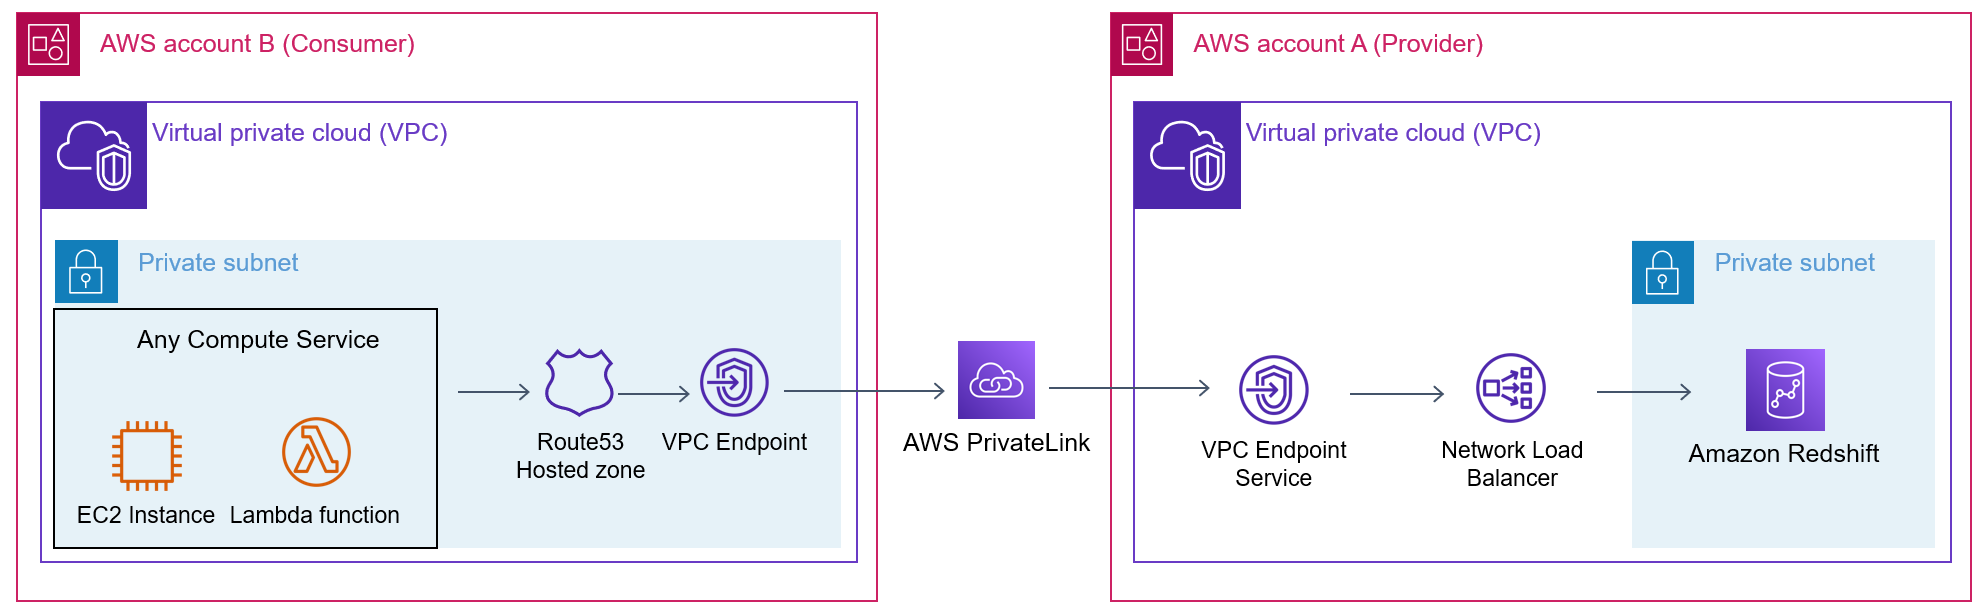 AWS account B (Consumer)
Virtual private cloud (VPC)
Private subnet
Any Compute Service
EC2 Instance
Lambda function
Route53
Hosted zone
VPC Endpoint
AWS PrivateLink
AWS account A (Provider)
Virtual private cloud (VPC)
VPC Endpoint
Service
Network Load
Balancer
Private subnet
Amazon Redshift